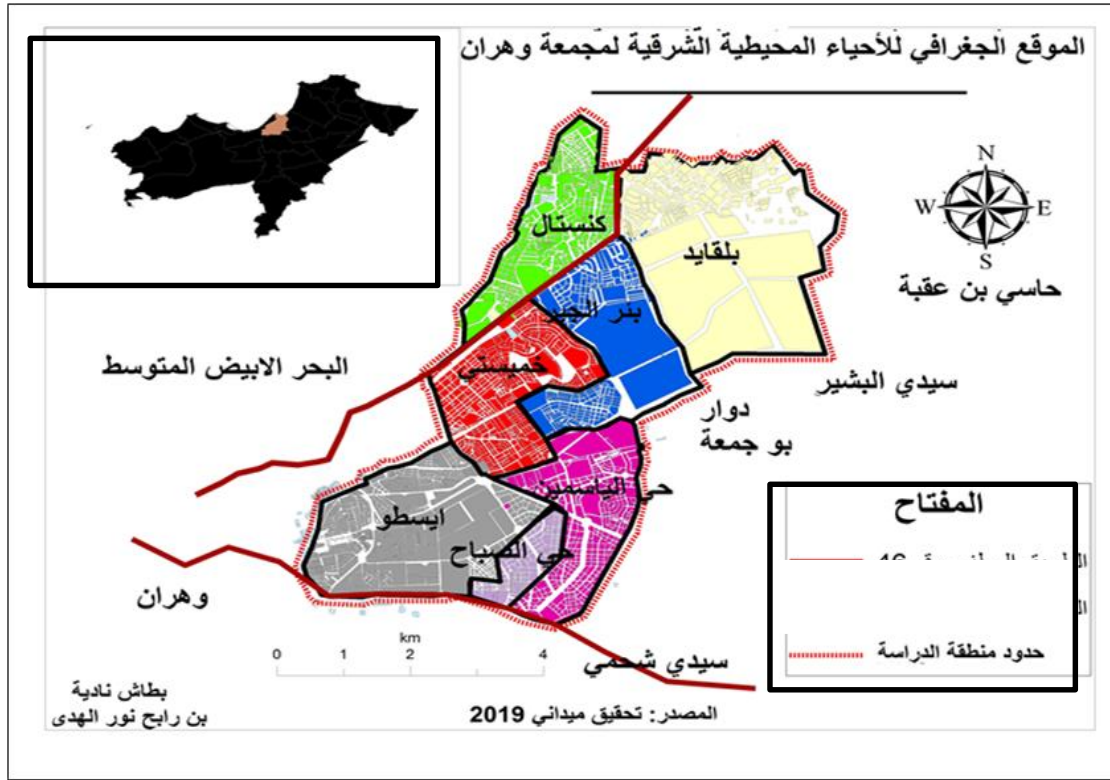 الموقع الجغرافي للأحياء المحيطية الشرقية لمجمعة وهران
N
W E
S
كنستال
بلقايد
حاسي بن عقبة
بئر الجير
البحر الابيض المتوسط
خميستي
سيدي البشير
دوار
بو جمعة
حي الياسمين
ايسطو
حي الصباح
وهران
المفتاح
حدود منطقة الدراسة
km
0 1 2 4
سيدي شحمي
بطاش نادية
بن رابح نور الهدى
المصدر: تحقيق ميداني 2019